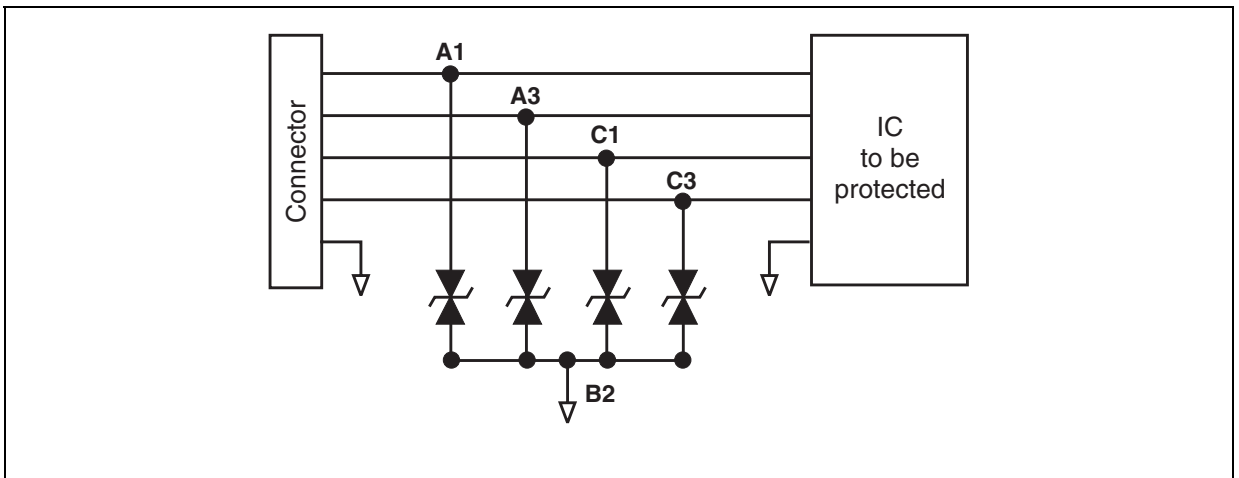 A1
A3
C1
C3
Connector
IC
to be
protected
B2